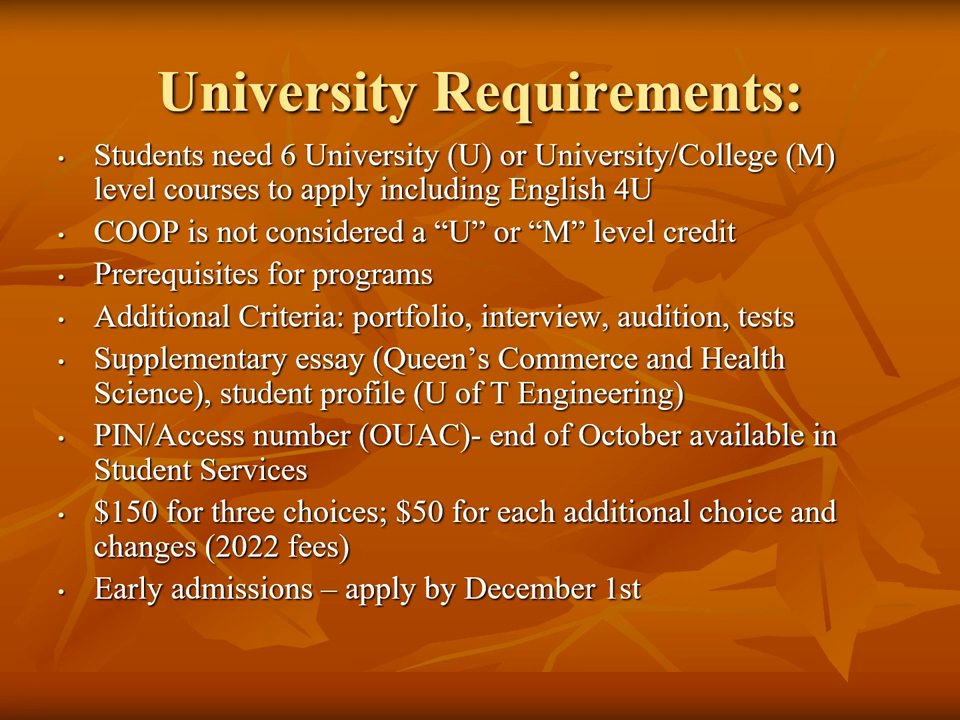 University Requirements:
• Students need 6 University (U) or University/College (M)
level courses to apply including English 4U
• COOP is not considered a “U” or “M” level credit
• Prerequisites for programs
• Additional Criteria: portfolio, interview, audition, tests
• Supplementary essay (Queen’s Commerce and Health
Science), student profile (U of T Engineering)
• PIN/Access number (OUAC)- end of October available in
Student Services
• $150 for three choices; $50 for each additional choice and
changes (2022 fees)
• Early admissions – apply by December 1st